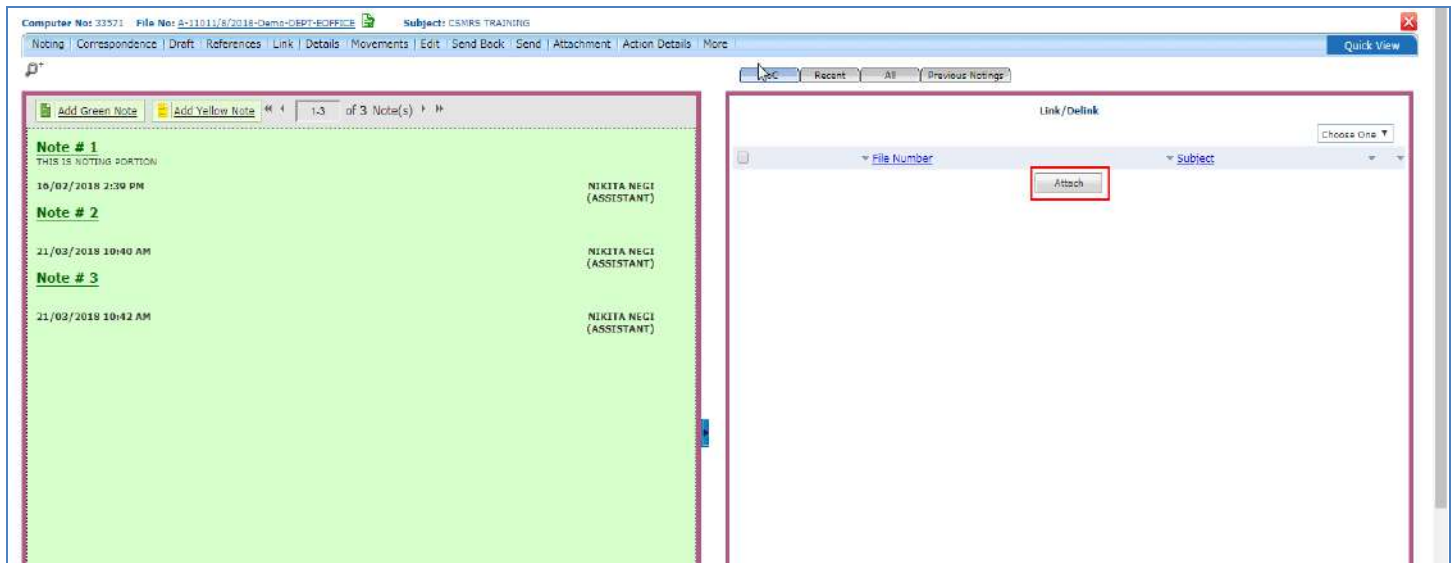 Computer No: 33571 File No: A-11011/8/2018-Demo-DEPT-EOFFICE Subject: CSMRS TRAINING
Noting | Correspondence | Draft | References | Link | Details | Movements | Edit | Send Back | Send | Attachment | Action Details | More
Quick View
Recent All Previous Notings
Add Green Note Add Yellow Note 1-3 of 3 Note(s)
Link/Delink
Choose One
File Number Subject
Attach
Note # 1
THIS IS NOTING PORTION
16/02/2018 2:39 PM NIKITA NEGI
(ASSISTANT)
Note # 2
21/03/2018 10:40 AM NIKITA NEGI
(ASSISTANT)
Note # 3
21/03/2018 10:42 AM NIKITA NEGI
(ASSISTANT)